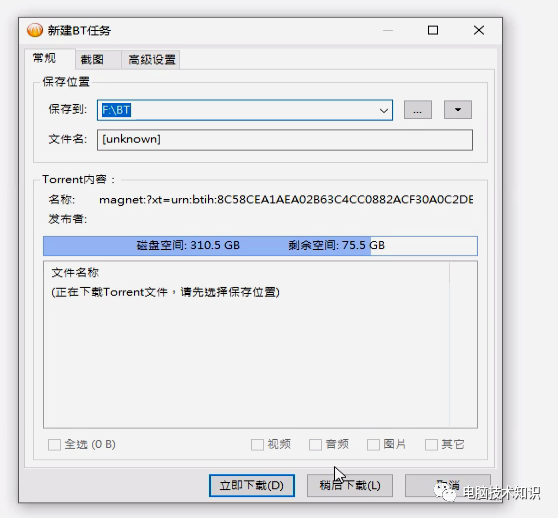 新建BT任务
常规 截图 高级设置
保存位置
保存到: F:\BT ...
文件名: [unknown]
Torrent内容：
名称: magnet:?xt=urn:btih:8C58CEA1AEA02B63C4CC0882ACF30A0C2DE
发布者:
磁盘空间: 310.5 GB 剩余空间: 75.5 GB
文件名称
(正在下载Torrent文件，请先选择保存位置)
全选 (0 B) 视频 音频 图片 其它
立即下载(D) 稍后下载(L) 取消
电脑技术知识